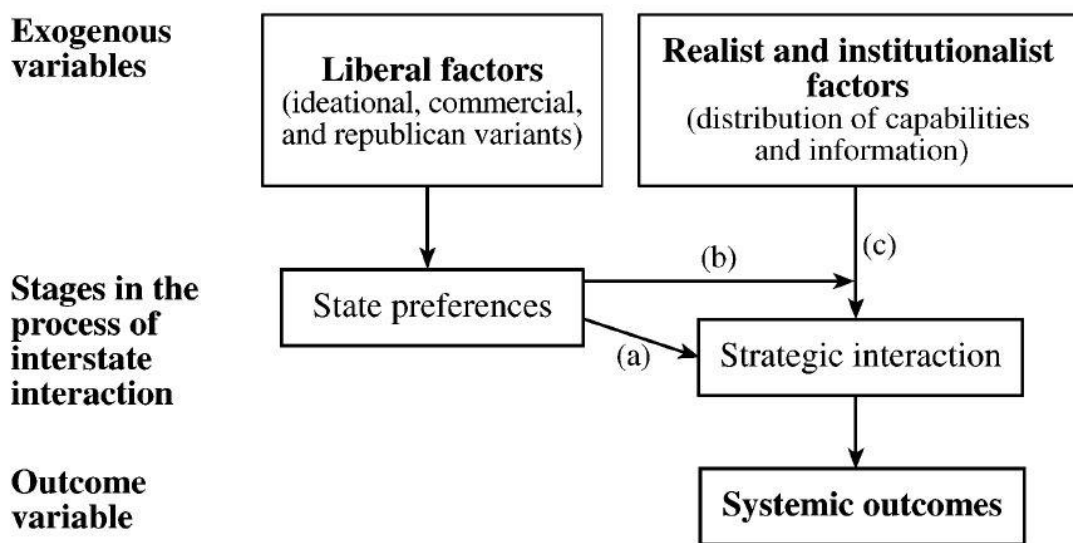 Exogenous
variables
Liberal factors
(ideational, commercial,
and republican variants)
Realist and institutionalist
factors
(distribution of capabilities
and information)
Stages in the
process of
interstate
interaction
State preferences
(b)
(c)
(a)
Strategic interaction
Outcome
variable
Systemic outcomes